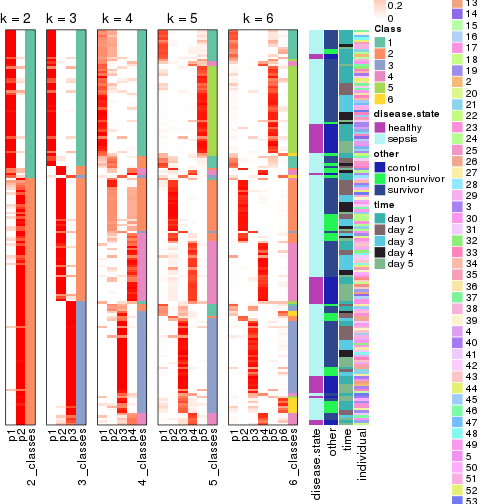 k = 2 k = 3 k = 4 k = 5 k = 6
0.2
0
Class
1
2
3
4
5
6
disease.state
healthy
sepsis
other
control
non-survivor
survivor
time
day 1
day 2
day 3
day 4
day 5
13
14
15
16
17
18
19
2
20
21
22
23
24
25
26
27
28
29
3
30
31
32
33
34
35
36
37
38
39
4
40
41
42
43
44
45
46
47
48
49
5
50
51
52
53
p1
p2
2_classes
p1
p2
p3
3_classes
p1
p2
p3
p4
4_classes
p1
p2
p3
p4
p5
5_classes
p1
p2
p3
p4
p5
p6
6_classes
disease.state
other
time
individual